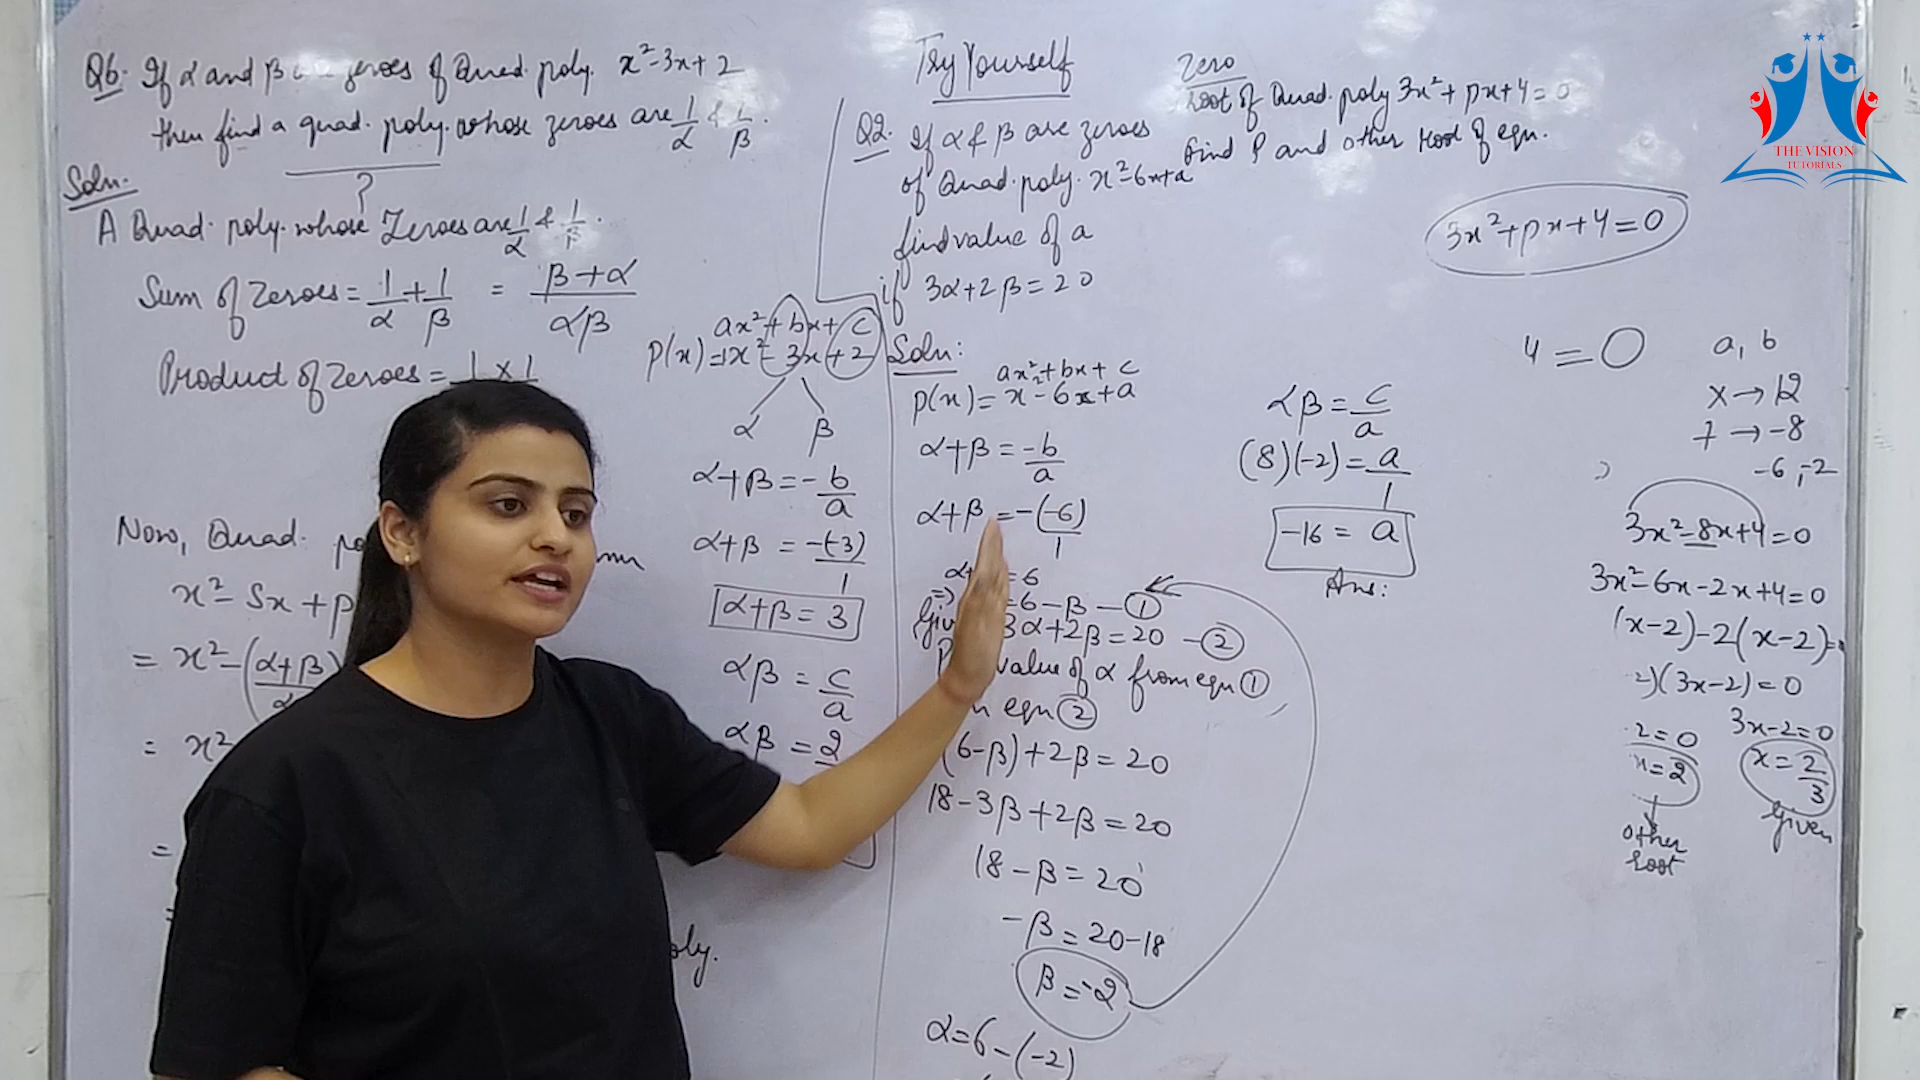 Q6. If α and β zeroes of Quad. poly. x²-3x+2
then find a quad. poly. whose zeroes are 1/α & 1/β.
?
Soln.
A Quad. poly. whose Zeroes are 1/α & 1/β.
Sum of Zeroes = 1/α + 1/β = β+α/αβ
Product of Zeroes = 1 × 1
Now, Quad.
x²-Sx+p
= x²-(α+β)
= x²
=
poly.
ax²+bx+c
P(x)=1x²-3x+2
α β
α+β = -b/a
α+β = -(-3)/1
α+β = 3
αβ = c/a
αβ = 2
Try Yourself
Q2. If α & β are zeroes
of Quad. poly. x²-6x+a
find value of a
if 3α+2β=20
Soln:
ax²+bx+c
p(x)= x²-6x+a
α+β = -b/a
α+β = -(-6)/1
= 6
=6-β-①
3α+2β=20-②
value of α from eqn ①
eqn ②
(6-β)+2β=20
18-3β+2β=20
18-β=20
-β=20-18
β=-2
α=6-(-2)
αβ = c/a
(8)(-2) = a/1
-16 = a
Ans:
Zero
root of Quad. poly 3x²+px+4=0
find P and other root of eqn.
3x²+px+4=0
4=0
a, b
x→12
+→-8
-6,-2
3x²-8x+4=0
3x²-6x-2x+4=0
(x-2)-2(x-2)=
)(3x-2)=0
2=0 3x-2=0
x=2 x=2/3
other root
given
THE VISION
TUTORIALS